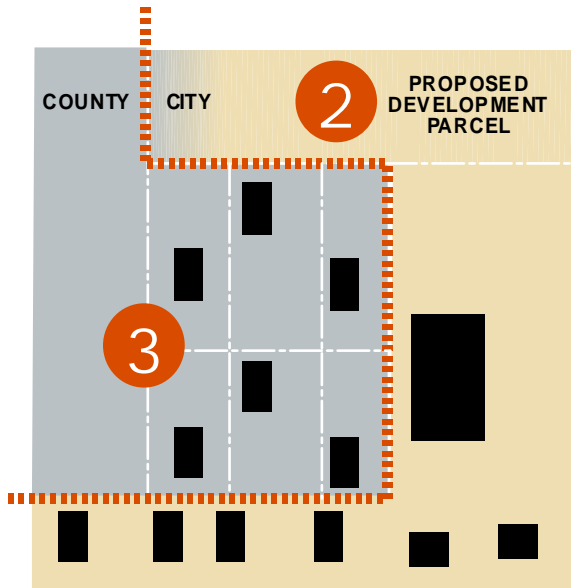 COUNTY
CITY
2
PROPOSED
DEVELOPMENT
PARCEL
3